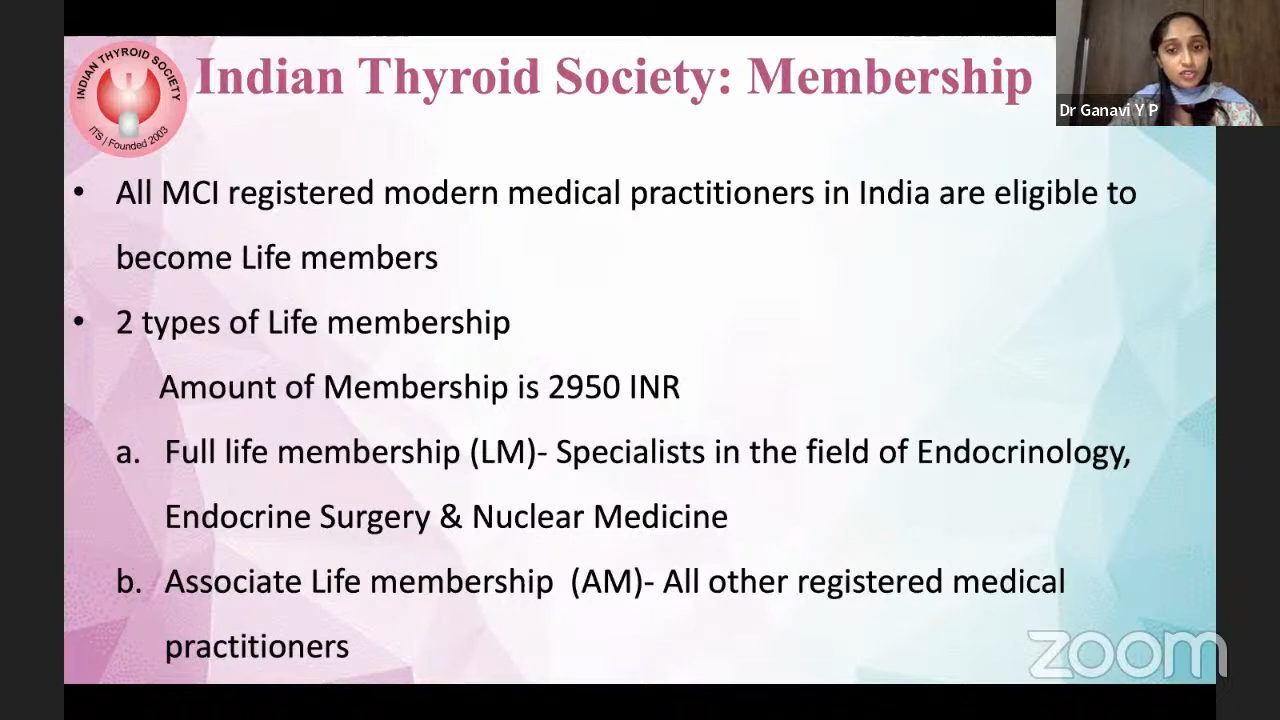 INDIAN THYROID SOCIETY
ITS | Founded 2003
Indian Thyroid Society: Membership
Dr Ganavi Y P
• All MCI registered modern medical practitioners in India are eligible to
become Life members
• 2 types of Life membership
Amount of Membership is 2950 INR
a. Full life membership (LM)- Specialists in the field of Endocrinology,
Endocrine Surgery & Nuclear Medicine
b. Associate Life membership (AM)- All other registered medical
practitioners
zoom